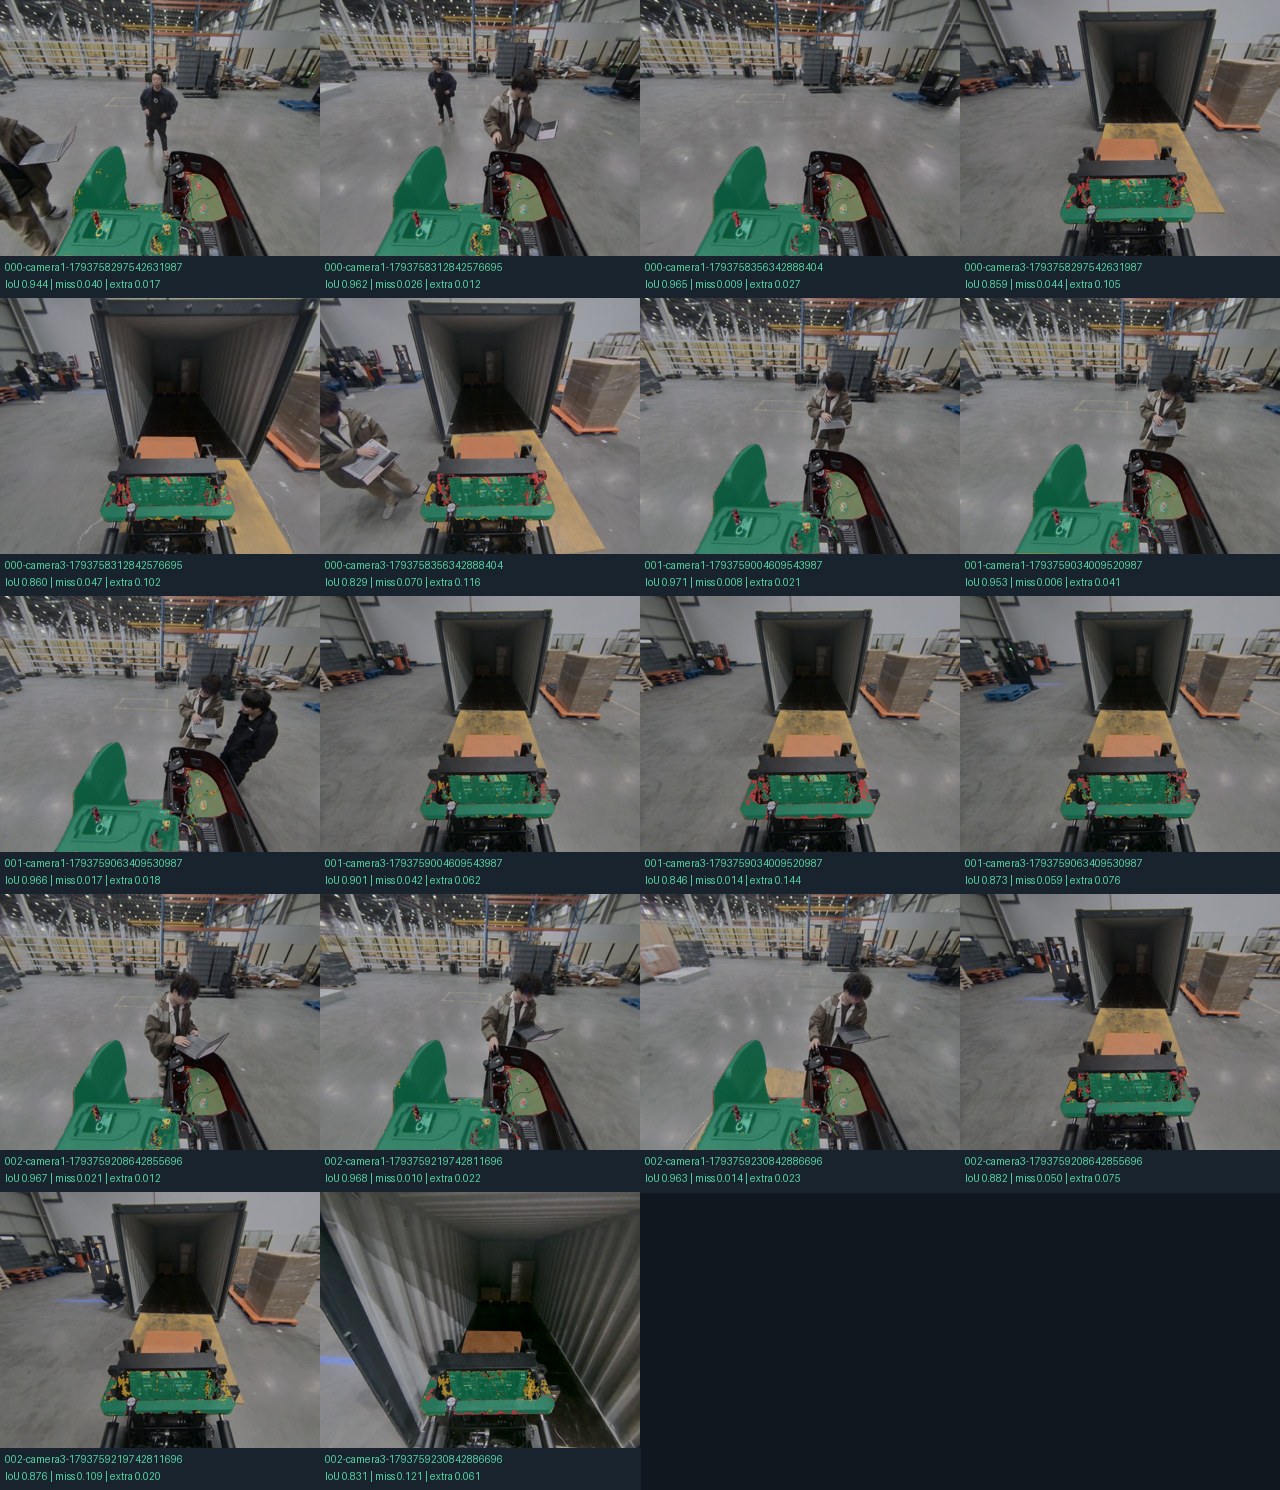 000-camera1-1793758297542631987
IoU 0.944 | miss 0.040 | extra 0.017
000-camera1-1793758312842576695
IoU 0.962 | miss 0.026 | extra 0.012
000-camera1-1793758356342888404
IoU 0.965 | miss 0.009 | extra 0.027
000-camera3-1793758297542631987
IoU 0.859 | miss 0.044 | extra 0.105
000-camera3-1793758312842576695
IoU 0.860 | miss 0.047 | extra 0.102
000-camera3-1793758356342888404
IoU 0.829 | miss 0.070 | extra 0.116
001-camera1-1793759004609543987
IoU 0.971 | miss 0.008 | extra 0.021
001-camera1-1793759034009520987
IoU 0.953 | miss 0.006 | extra 0.041
001-camera1-1793759063409530987
IoU 0.966 | miss 0.017 | extra 0.018
001-camera3-1793759004609543987
IoU 0.901 | miss 0.042 | extra 0.062
001-camera3-1793759034009520987
IoU 0.846 | miss 0.014 | extra 0.144
001-camera3-1793759063409530987
IoU 0.873 | miss 0.059 | extra 0.076
002-camera1-1793759208642855696
IoU 0.967 | miss 0.021 | extra 0.012
002-camera1-1793759219742811696
IoU 0.968 | miss 0.010 | extra 0.022
002-camera1-1793759230842886696
IoU 0.963 | miss 0.014 | extra 0.023
002-camera3-1793759208642855696
IoU 0.882 | miss 0.050 | extra 0.075
002-camera3-1793759219742811696
IoU 0.876 | miss 0.109 | extra 0.020
002-camera3-1793759230842886696
IoU 0.831 | miss 0.121 | extra 0.061